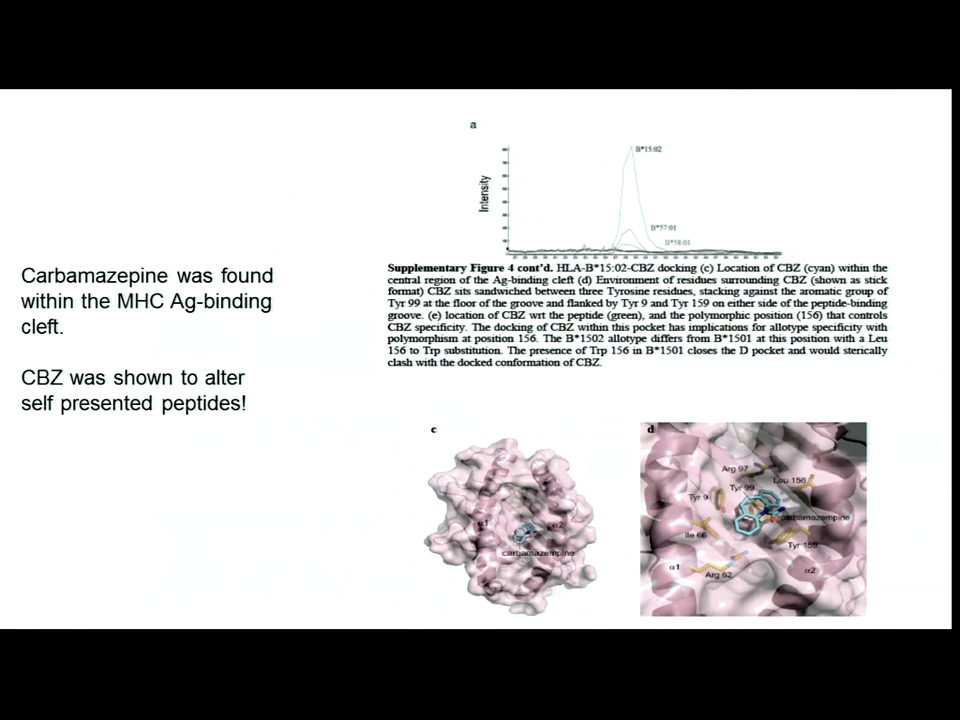 a
B*15:02
Intensity
B*57:01
B*58:01
Carbamazepine was found
within the MHC Ag-binding
cleft.
CBZ was shown to alter
self presented peptides!
Supplementary Figure 4 cont'd. HLA-B*15:02-CBZ docking (c) Location of CBZ (cyan) within the
central region of the Ag-binding cleft (d) Environment of residues surrounding CBZ (shown as stick
format) CBZ sits sandwiched between three Tyrosine residues, stacking against the aromatic group of
Tyr 99 at the floor of the groove and flanked by Tyr 9 and Tyr 159 on either side of the peptide-binding
groove. (e) location of CBZ wrt the peptide (green), and the polymorphic position (156) that controls
CBZ specificity. The docking of CBZ within this pocket has implications for allotype specificity with
polymorphism at position 156. The B*1502 allotype differs from B*1501 at this position with a Leu
156 to Trp substitution. The presence of Trp 156 in B*1501 closes the D pocket and would sterically
clash with the docked conformation of CBZ.
c
α1
α2
carbamazempine
d
Arg 97
Leu 156
Tyr 99
Tyr 9
carbamazempine
Ile 66
Tyr 159
α1
Arg 62
α2